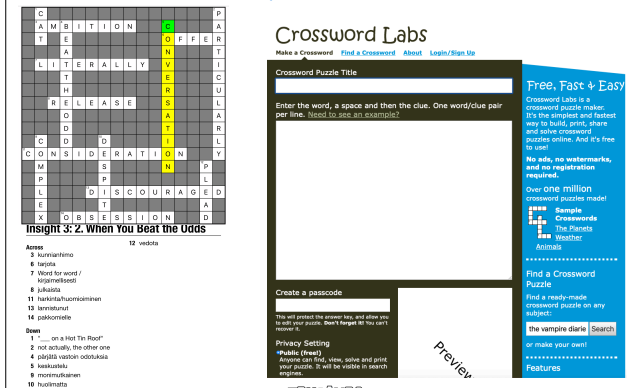 C P
A M B I T I O N C A
T E O F F E R
A N T
L I T E R A L L Y V I
T E C
H R U
R E L E A S E S L
O A A
D T R
C D D I L
C O N S I D E R A T I O N Y
M S N P
P P L
L D I S C O U R A G E D
E T A
X O B S E S S I O N D
Insight 3: 2. When You Beat the Odds
Across
3 kunnianhimo
6 tarjota
7 Word for word /
kirjaimellisesti
8 julkaista
11 harkinta/huomioiminen
13 lannistunut
14 pakkomielle
Down
1 "___ on a Hot Tin Roof"
2 not actually, the other one
4 pärjätä vastoin odotuksia
5 keskustelu
9 monimutkainen
10 huolimatta
12 vedota
Crossword Labs
Make a Crossword Find a Crossword About Login/Sign Up
Crossword Puzzle Title
Enter the word, a space and then the clue. One word/clue pair
per line. Need to see an example?
Create a passcode
This will protect the answer key, and allow you
to edit your puzzle. Don't forget it! You can't
recover it.
Privacy Setting
Public (free!)
Anyone can find, view, solve and print
your puzzle. It will be visible in search
engines.
Preview
Free, Fast & Easy
Crossword Labs is a
crossword puzzle maker.
It's the simplest and fastest
way to build, print, share
and solve crossword
puzzles online. And it's free
to use!
No ads, no watermarks,
and no registration
required.
Over one million
crossword puzzles made!
Sample
Crosswords
The Planets
Weather
Animals
Find a Crossword
Puzzle
Find a ready-made
crossword puzzle on any
subject:
the vampire diarie Search
or make your own!
Features